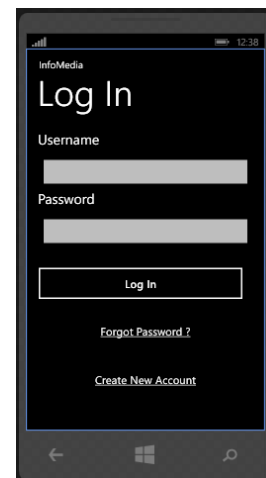 12:38
InfoMedia
Log In
Username
Password
Log In
Forgot Password ?
Create New Account